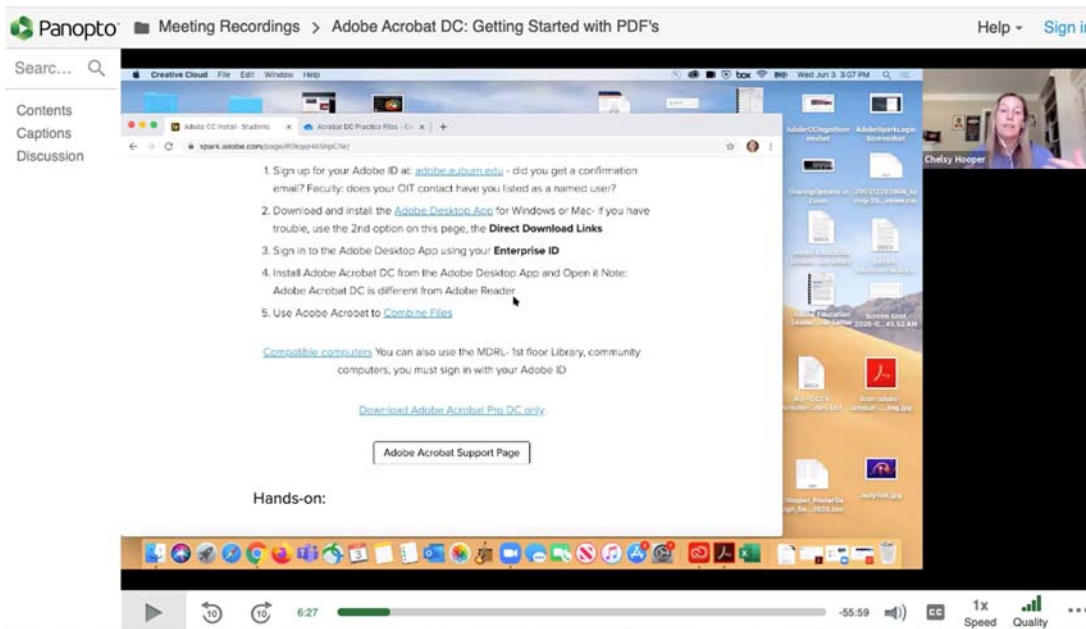 Panopto Meeting Recordings > Adobe Acrobat DC: Getting Started with PDF's Help Sign in
Searc...
Contents
Captions
Discussion
Creative Cloud File Edit Window Help box Wed Jun 3 3:07 PM
Adobe CC Install- Students
Acrobat DC Practice Files -
Chelsy Hooper
1. Sign up for your Adobe ID at: adobe.auburn.edu - did you get a confirmation
email? Faculty: does your OIT contact have you listed as a named user?
2. Download and install the Adobe Desktop App for Windows or Mac- if you have
trouble, use the 2nd option on this page, the Direct Download Links
3. Sign in to the Adobe Desktop App using your Enterprise ID
4. Install Adobe Acrobat DC from the Adobe Desktop App and Open it Note:
Adobe Acrobat DC is different from Adobe Reader
5. Use Adobe Acrobat to Combine Files
Compatible computers You can also use the MDRL- 1st floor Library, community
computers, you must sign in with your Adobe ID
Download Adobe Acrobat Pro DC only
Adobe Acrobat Support Page
Hands-on:
10 10 6:27 -55:59 CC 1x
Speed Quality